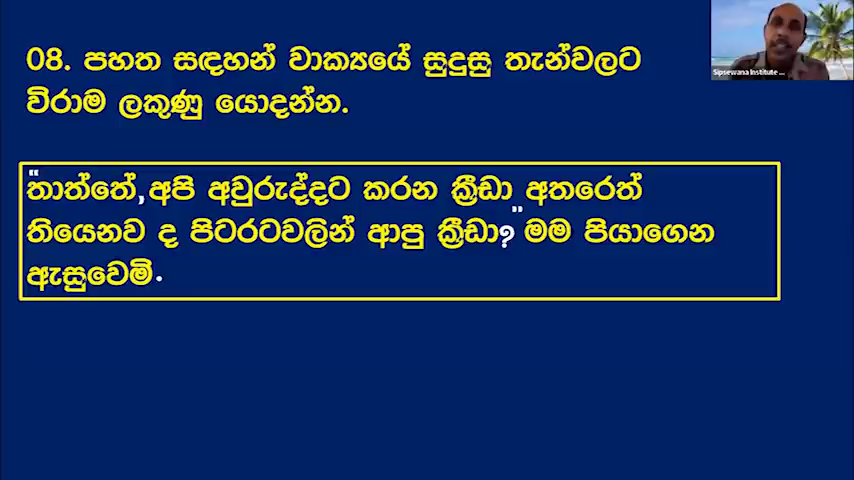 08. පහත සඳහන් වාක්‍යයේ සුදුසු තැන්වලට
විරාම ලකුණු යොදන්න.
"තාත්තේ, අපි අවුරුද්දට කරන ක්‍රීඩා අතරෙත්
තියෙනව ද පිටරටවලින් ආපු ක්‍රීඩා?" මම පියාගෙන
ඇසුවෙමි.
Sipsewana Institute ...